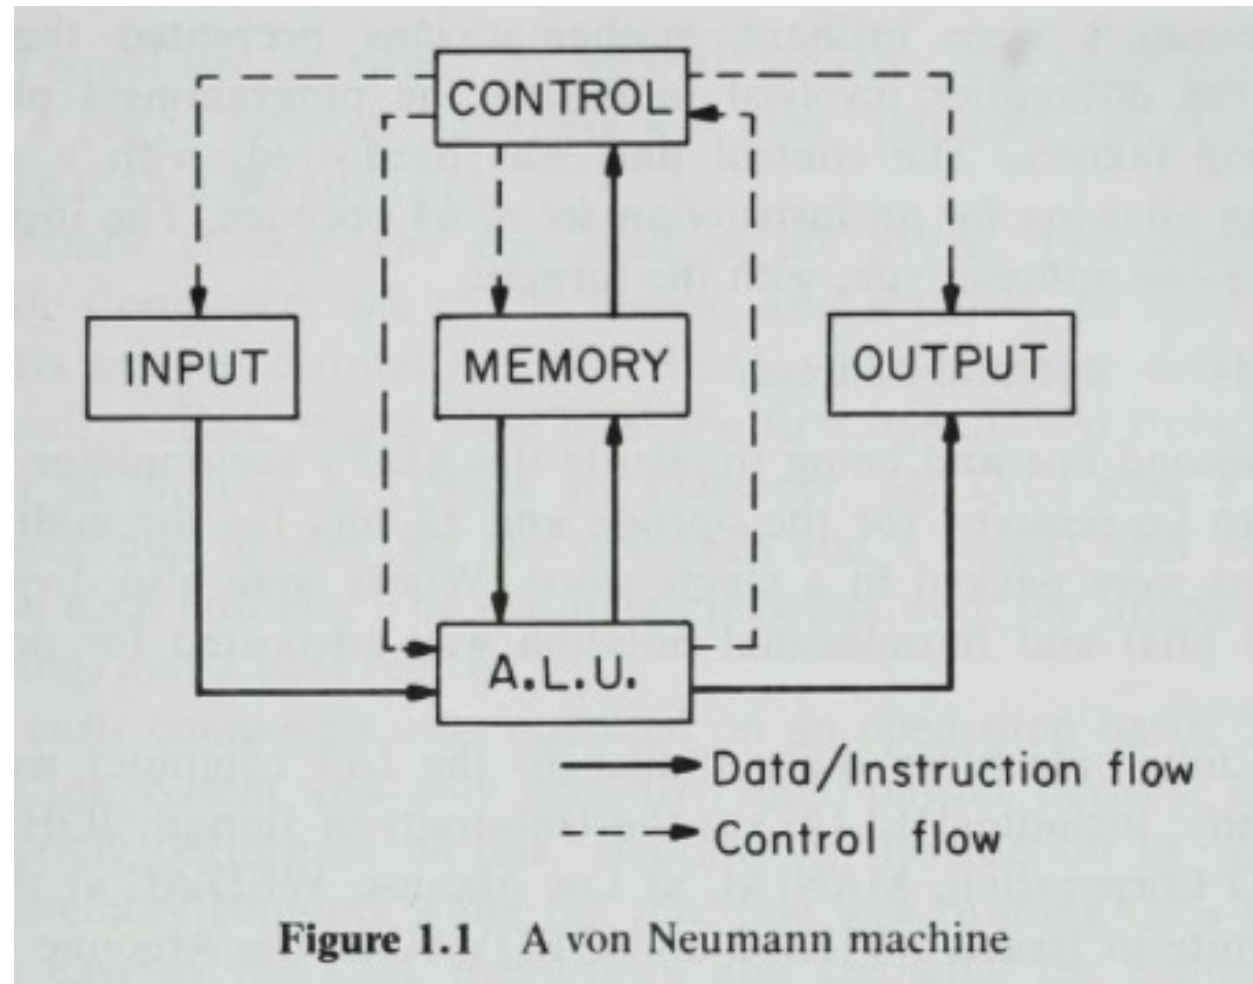 CONTROL
INPUT
MEMORY
OUTPUT
A.L.U.
Data/Instruction flow
Control flow
Figure 1.1 A von Neumann machine